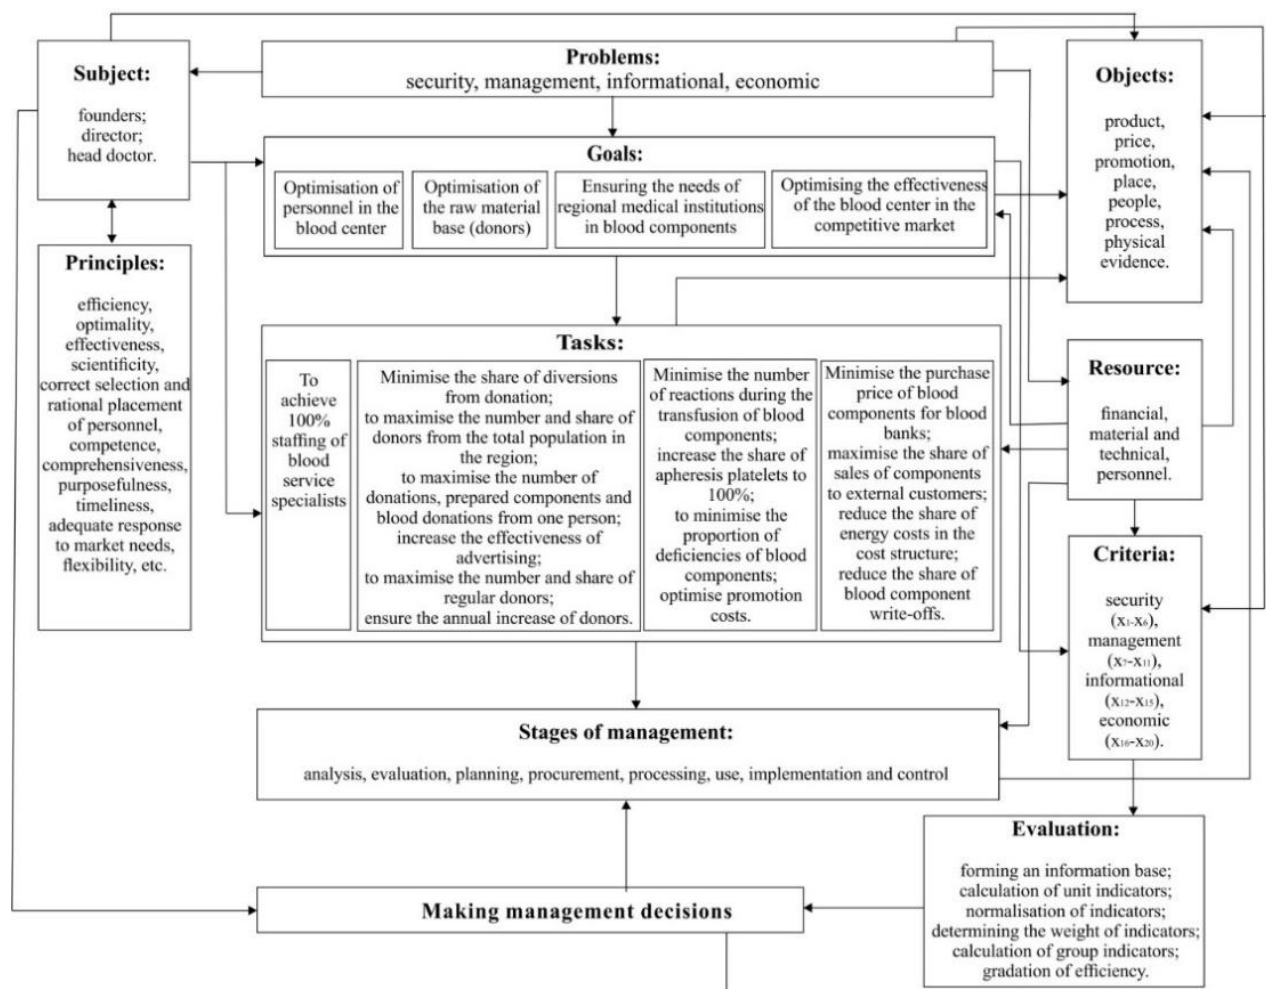 Subject:
founders;
director;
head doctor.
Problems:
security, management, informational, economic
Objects:
product,
price,
promotion,
place,
people,
process,
physical
evidence.
Goals:
Optimisation of
personnel in the
blood center
Optimisation of
the raw material
base (donors)
Ensuring the needs of
regional medical institutions
in blood components
Optimising the effectiveness
of the blood center in the
competitive market
Principles:
efficiency,
optimality,
effectiveness,
scientificity,
correct selection and
rational placement
of personnel,
competence,
comprehensiveness,
purposefulness,
timeliness,
adequate response
to market needs,
flexibility, etc.
Tasks:
To
achieve
100%
staffing of
blood
service
specialists
Minimise the share of diversions
from donation;
to maximise the number and share of
donors from the total population in
the region;
to maximise the number of
donations, prepared components and
blood donations from one person;
increase the effectiveness of
advertising;
to maximise the number and share of
regular donors;
ensure the annual increase of donors.
Minimise the number
of reactions during the
transfusion of blood
components;
increase the share of
apheresis platelets to
100%;
to minimise the
proportion of
deficiencies of blood
components;
optimise promotion
costs.
Minimise the purchase
price of blood
components for blood
banks;
maximise the share of
sales of components
to external customers;
reduce the share of
energy costs in the
cost structure;
reduce the share of
blood component
write-offs.
Resource:
financial,
material and
technical,
personnel.
Criteria:
security
(x₁-x₆),
management
(x₇-x₁₁),
informational
(x₁₂-x₁₅),
economic
(x₁₆-x₂₀).
Stages of management:
analysis, evaluation, planning, procurement, processing, use, implementation and control
Evaluation:
forming an information base;
calculation of unit indicators;
normalisation of indicators;
determining the weight of indicators;
calculation of group indicators;
gradation of efficiency.
Making management decisions